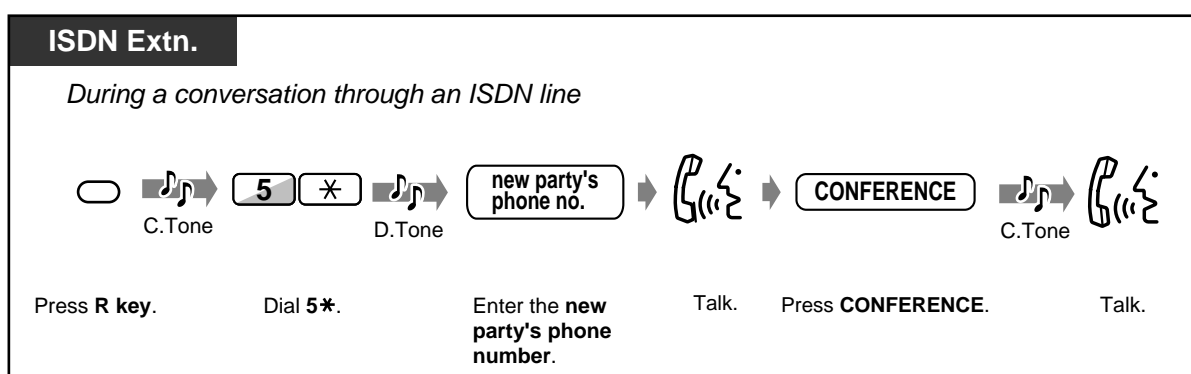 ISDN Extn.
During a conversation through an ISDN line
C.Tone
5 ✳
D.Tone
new party's
phone no.
CONFERENCE
C.Tone
Press R key.
Dial 5✳.
Enter the new
party's phone
number.
Talk.
Press CONFERENCE.
Talk.